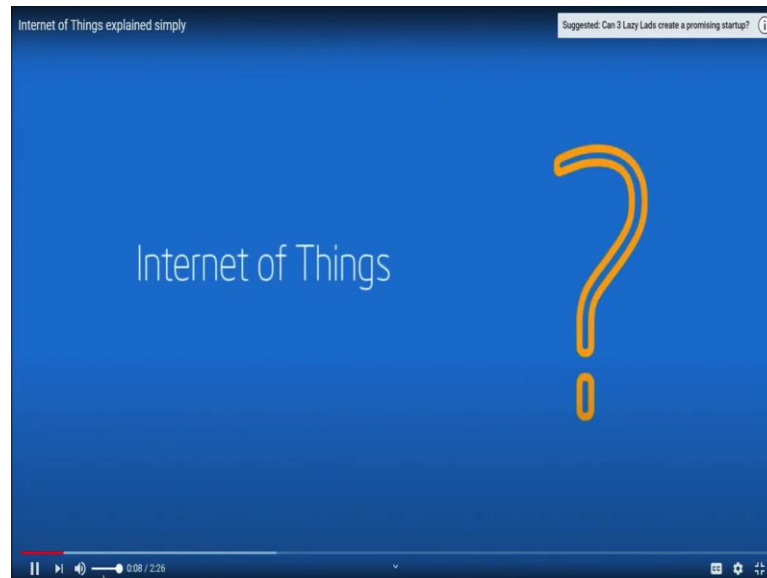 Internet of Things explained simply
Suggested: Can 3 Lazy Lads create a promising startup?
Internet of Things ?
0:08 / 2:26
CC